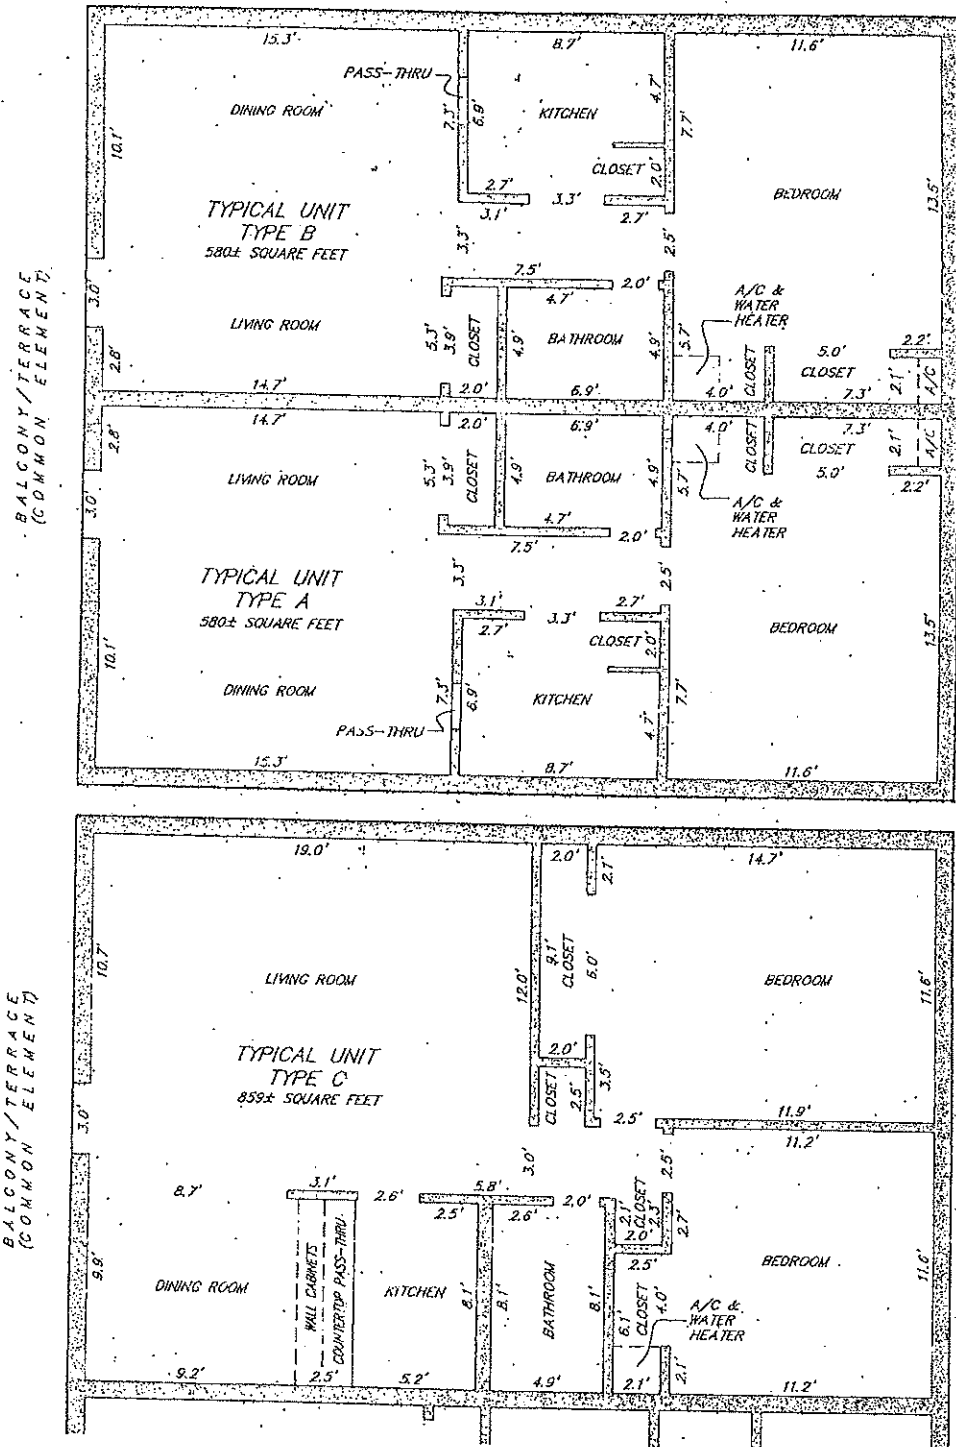 15.3'
8.7'
11.6'
PASS-THRU
DINING ROOM
7.3'
6.9'
KITCHEN
4.7'
7.7'
10.1'
CLOSET
2.0'
BEDROOM
13.5'
2.7'
3.1'
3.3'
2.7'
TYPICAL UNIT
TYPE B
580± SQUARE FEET
3.3'
2.5'
BALCONY/TERRACE
(COMMON ELEMENT)
3.0'
7.5'
2.0'
4.7'
A/C &
WATER
HEATER
LIVING ROOM
5.3'
3.9'
CLOSET
4.9'
BATHROOM
4.9'
5.7'
CLOSET
5.0'
CLOSET
2.2'
2.8'
2.1'
A/C
14.7'
2.0'
6.9'
4.0'
7.3'
14.7'
2.0'
6.9'
4.0'
7.3'
2.8'
CLOSET
CLOSET
2.1'
A/C
LIVING ROOM
5.3'
3.9'
CLOSET
4.9'
BATHROOM
4.9'
5.7'
5.0'
2.2'
3.0'
4.7'
A/C &
WATER
HEATER
7.5'
2.0'
3.3'
2.5'
TYPICAL UNIT
TYPE A
580± SQUARE FEET
3.1'
3.3'
2.7'
2.7'
CLOSET
2.0'
BEDROOM
13.5'
10.1'
DINING ROOM
7.3'
6.9'
KITCHEN
7.7'
PASS-THRU
4.7'
15.3'
8.7'
11.6'
19.0'
2.0'
2.1'
14.7'
10.7'
LIVING ROOM
12.0'
9.1'
CLOSET
6.0'
BEDROOM
11.6'
TYPICAL UNIT
TYPE C
859± SQUARE FEET
2.0'
CLOSET
2.5'
3.5'
BALCONY/TERRACE
(COMMON ELEMENT)
3.0'
2.5'
11.9'
11.2'
3.0'
2.5'
8.7'
3.1'
2.6'
5.8'
2.5'
2.6'
2.0'
2.1'
CLOSET
2.3'
2.7'
2.0'
2.5'
9.9'
DINING ROOM
WALL CABINETS
COUNTERTOP PASS-THRU
KITCHEN
8.1'
8.1'
BATHROOM
8.1'
6.1'
CLOSET
4.0'
BEDROOM
11.6'
A/C &
WATER
HEATER
9.2'
2.5'
5.2'
4.9'
2.1'
2.1'
11.2'